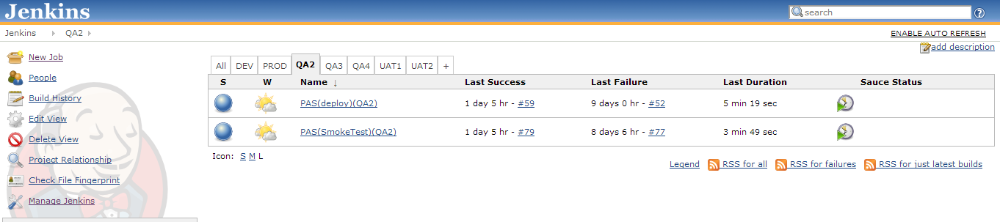 Jenkins
search
Jenkins QA2
ENABLE AUTO REFRESH
add description
New Job
People
Build History
Edit View
Delete View
Project Relationship
Check File Fingerprint
Manage Jenkins
All DEV PROD QA2 QA3 QA4 UAT1 UAT2 +
S W Name ↓ Last Success Last Failure Last Duration Sauce Status
PAS(deplov)(QA2) 1 day 5 hr - #59 9 days 0 hr - #52 5 min 19 sec
PAS(SmokeTest)(QA2) 1 day 5 hr - #79 8 days 6 hr - #77 3 min 49 sec
Icon: S M L
Legend RSS for all RSS for failures RSS for just latest builds